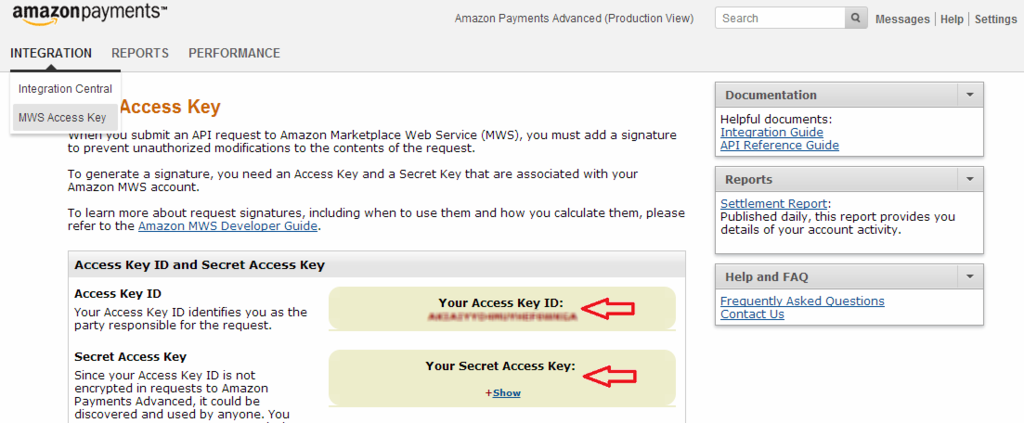 amazonpayments™
Amazon Payments Advanced (Production View)
Search
Messages | Help | Settings
INTEGRATION REPORTS PERFORMANCE
Integration Central
MWS Access Key
Access Key
When you submit an API request to Amazon Marketplace Web Service (MWS), you must add a signature
to prevent unauthorized modifications to the contents of the request.
To generate a signature, you need an Access Key and a Secret Key that are associated with your
Amazon MWS account.
To learn more about request signatures, including when to use them and how you calculate them, please
refer to the Amazon MWS Developer Guide.
Access Key ID and Secret Access Key
Access Key ID
Your Access Key ID identifies you as the
party responsible for the request.
Your Access Key ID:
Secret Access Key
Since your Access Key ID is not
encrypted in requests to Amazon
Payments Advanced, it could be
discovered and used by anyone. You
Your Secret Access Key:
+Show
Documentation
Helpful documents:
Integration Guide
API Reference Guide
Reports
Settlement Report:
Published daily, this report provides you
details of your account activity.
Help and FAQ
Frequently Asked Questions
Contact Us